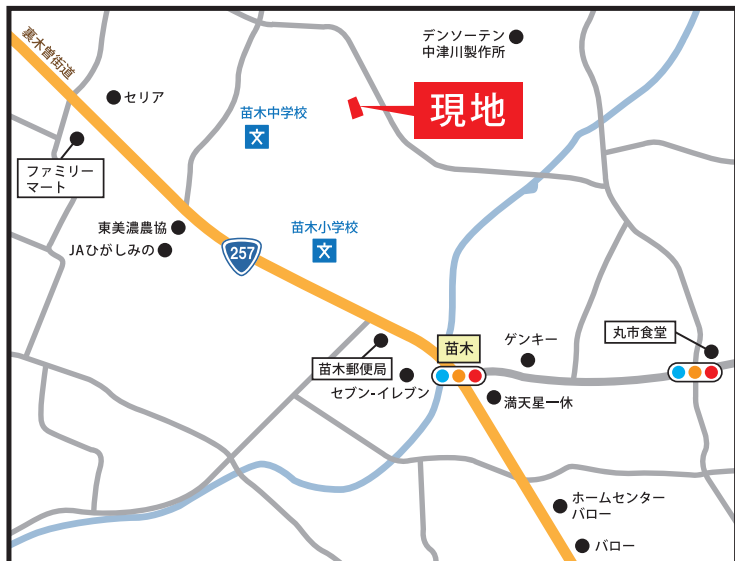 デンソーテン
中津川製作所
裏木曽街道
セリア
現地
苗木中学校
文
ファミリー
マート
東美濃農協
JAひがしみの
苗木小学校
文
257
苗木
ゲンキー
丸市食堂
苗木郵便局
セブン-イレブン
満天星一休
ホームセンター
バロー
バロー